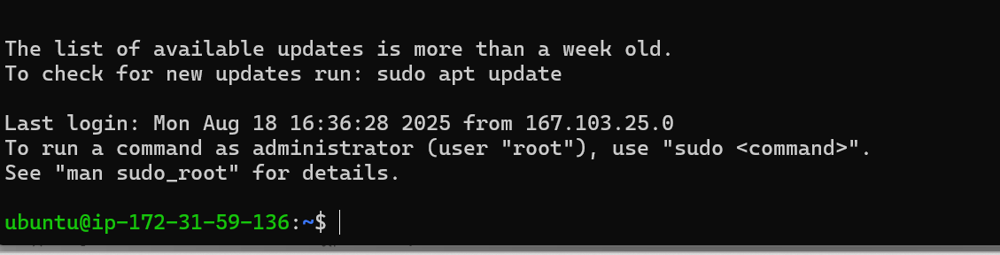 The list of available updates is more than a week old.
To check for new updates run: sudo apt update
Last login: Mon Aug 18 16:36:28 2025 from 167.103.25.0
To run a command as administrator (user "root"), use "sudo <command>".
See "man sudo_root" for details.
ubuntu@ip-172-31-59-136:~$